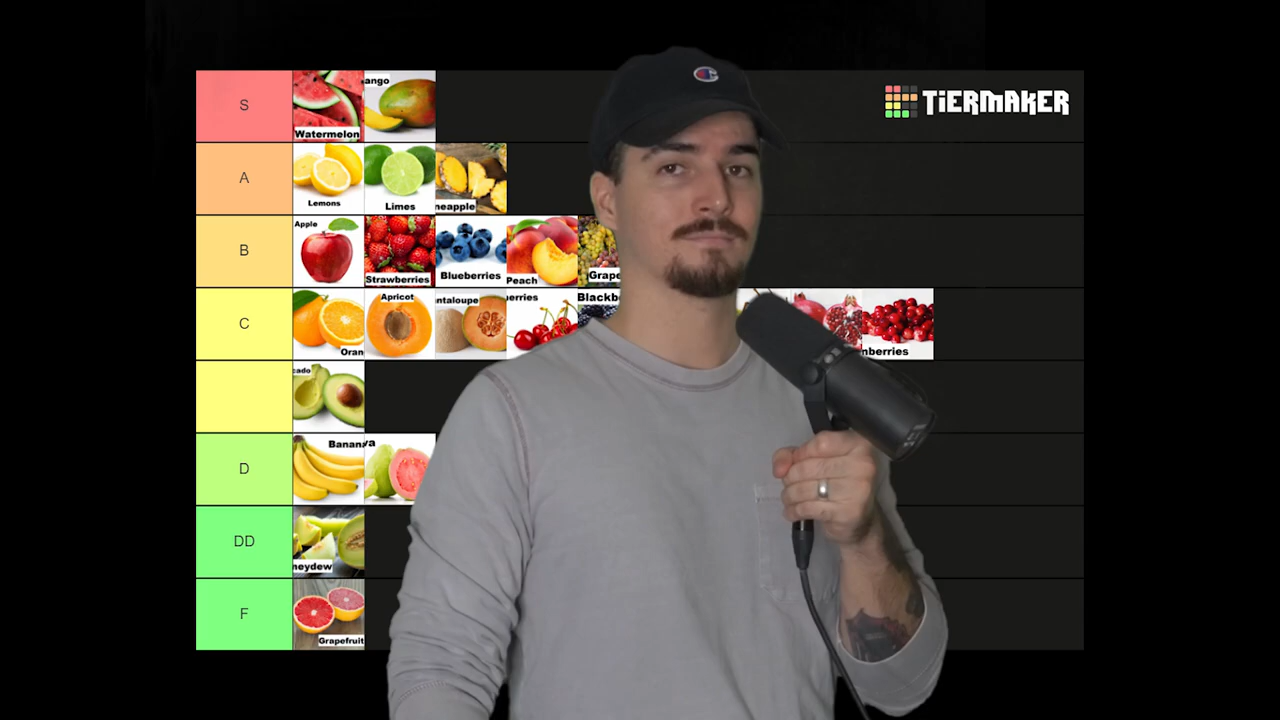 S
ango
Watermelon
TiERMAKER
A
Lemons
Limes
neapple
B
Apple
Strawberries
Blueberries
Peach
Grape
C
Oran
Apricot
ntaloupe
erries
Blackb
nberries
cado
D
Banana
va
DD
neydew
F
Grapefruit